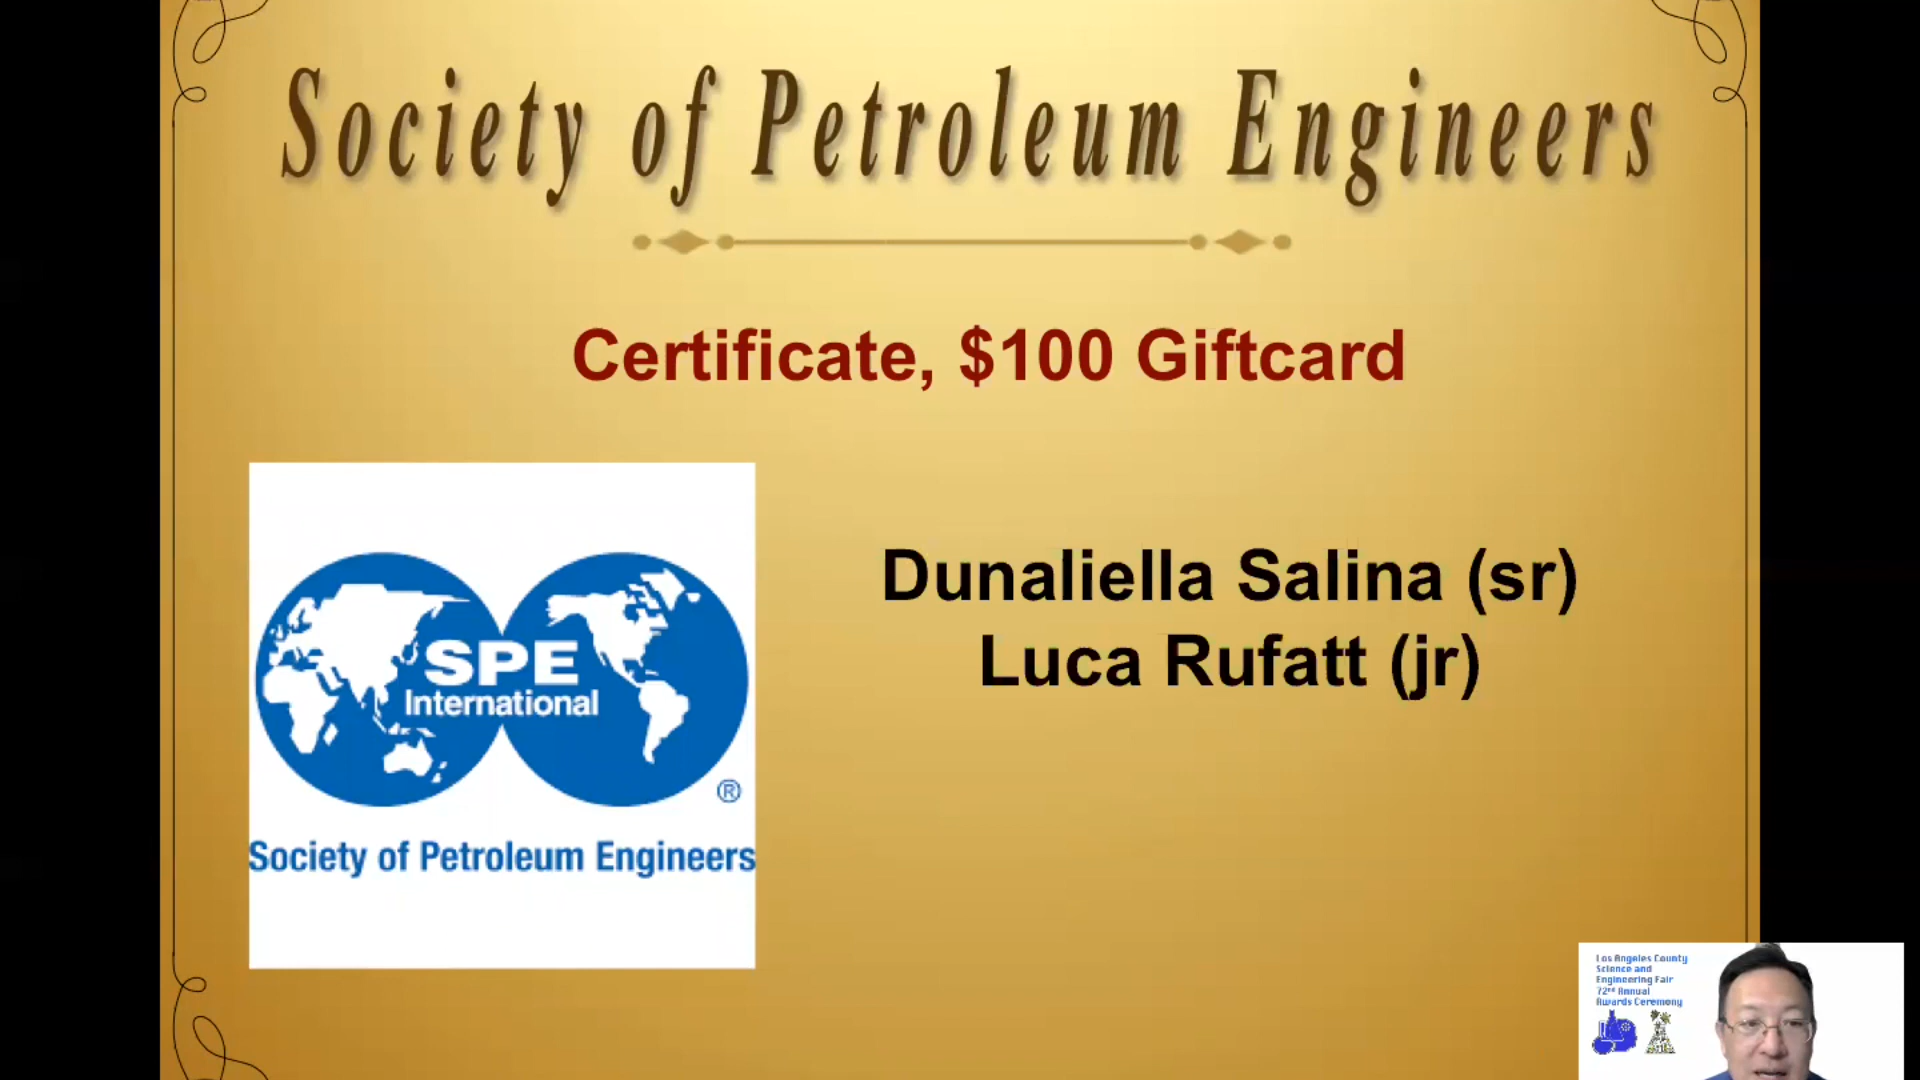 Society of Petroleum Engineers
Certificate, $100 Giftcard
SPE
International
®
Society of Petroleum Engineers
Dunaliella Salina (sr)
Luca Rufatt (jr)
Los Angeles County
Science and
Engineering Fair
72nd Annual
Awards Ceremony